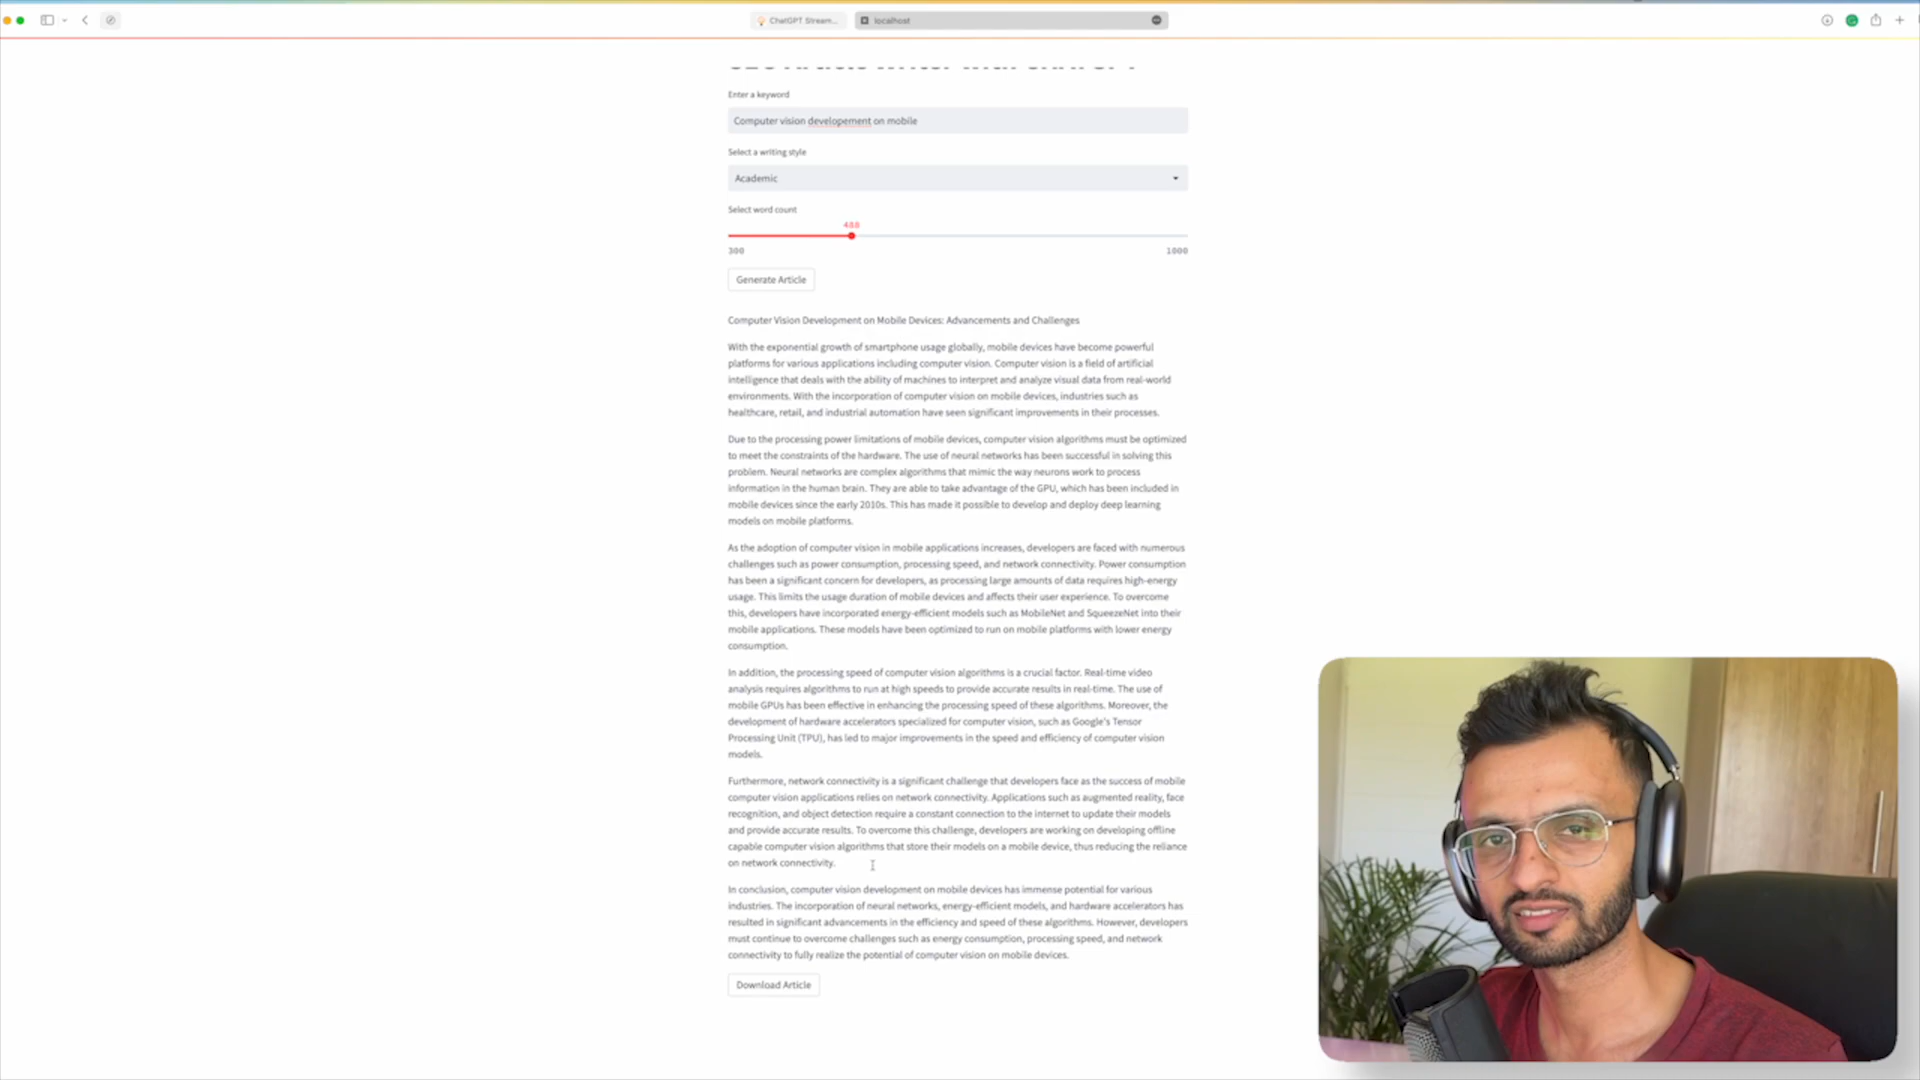 ChatGPT Stream...
localhost
Enter a keyword
Computer vision developement on mobile
Select a writing style
Academic
Select word count
300
1000
Generate Article
Computer Vision Development on Mobile Devices: Advancements and Challenges
With the exponential growth of smartphone usage globally, mobile devices have become powerful
platforms for various applications including computer vision. Computer vision is a field of artificial
intelligence that deals with the ability of machines to interpret and analyze visual data from real-world
environments. With the incorporation of computer vision on mobile devices, industries such as
healthcare, retail, and industrial automation have seen significant improvements in their processes.
Due to the processing power limitations of mobile devices, computer vision algorithms must be optimized
to meet the constraints of the hardware. The use of neural networks has been successful in solving this
problem. Neural networks are complex algorithms that mimic the way neurons work to process
information in the human brain. They are able to take advantage of the GPU, which has been included in
mobile devices since the early 2010s. This has made it possible to develop and deploy deep learning
models on mobile platforms.
As the adoption of computer vision in mobile applications increases, developers are faced with numerous
challenges such as power consumption, processing speed, and network connectivity. Power consumption
has been a significant concern for developers, as processing large amounts of data requires high-energy
usage. This limits the usage duration of mobile devices and affects their user experience. To overcome
this, developers have incorporated energy-efficient models such as MobileNet and SqueezeNet into their
mobile applications. These models have been optimized to run on mobile platforms with lower energy
consumption.
In addition, the processing speed of computer vision algorithms is a crucial factor. Real-time video
analysis requires algorithms to run at high speeds to provide accurate results in real-time. The use of
mobile GPUs has been effective in enhancing the processing speed of these algorithms. Moreover, the
development of hardware accelerators specialized for computer vision, such as Google's Tensor
Processing Unit (TPU), has led to major improvements in the speed and efficiency of computer vision
models.
Furthermore, network connectivity is a significant challenge that developers face as the success of mobile
computer vision applications relies on network connectivity. Applications such as augmented reality, face
recognition, and object detection require a constant connection to the internet to update their models
and provide accurate results. To overcome this challenge, developers are working on developing offline
capable computer vision algorithms that store their models on a mobile device, thus reducing the reliance
on network connectivity.
In conclusion, computer vision development on mobile devices has immense potential for various
industries. The incorporation of neural networks, energy-efficient models, and hardware accelerators has
resulted in significant advancements in the efficiency and speed of these algorithms. However, developers
must continue to overcome challenges such as energy consumption, processing speed, and network
connectivity to fully realize the potential of computer vision on mobile devices.
Download Article